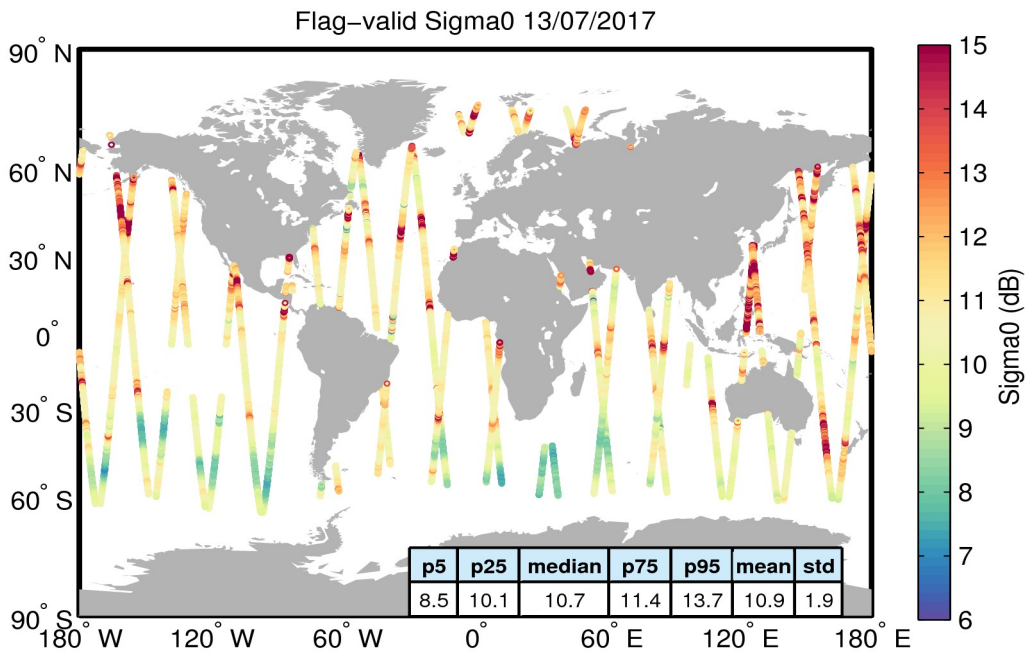 Flag−valid Sigma0 13/07/2017
90° N
60° N
30° N
0°
30° S
60° S
90° S
180° W
120° W
60° W
0°
60° E
120° E
180° E
15
14
13
12
11
10
9
8
7
6
Sigma0 (dB)
p5 p25 median p75 p95 mean std
8.5 10.1 10.7 11.4 13.7 10.9 1.9